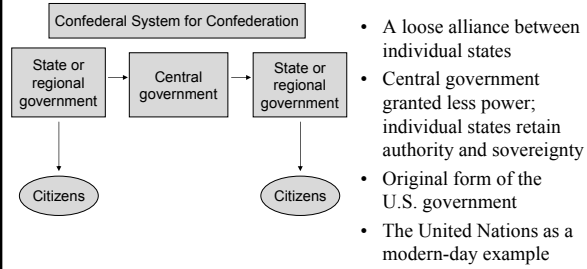 Confederal System for Confederation
State or
regional
government
Central
government
State or
regional
government
Citizens
Citizens
• A loose alliance between
individual states
• Central government
granted less power;
individual states retain
authority and sovereignty
• Original form of the
U.S. government
• The United Nations as a
modern-day example